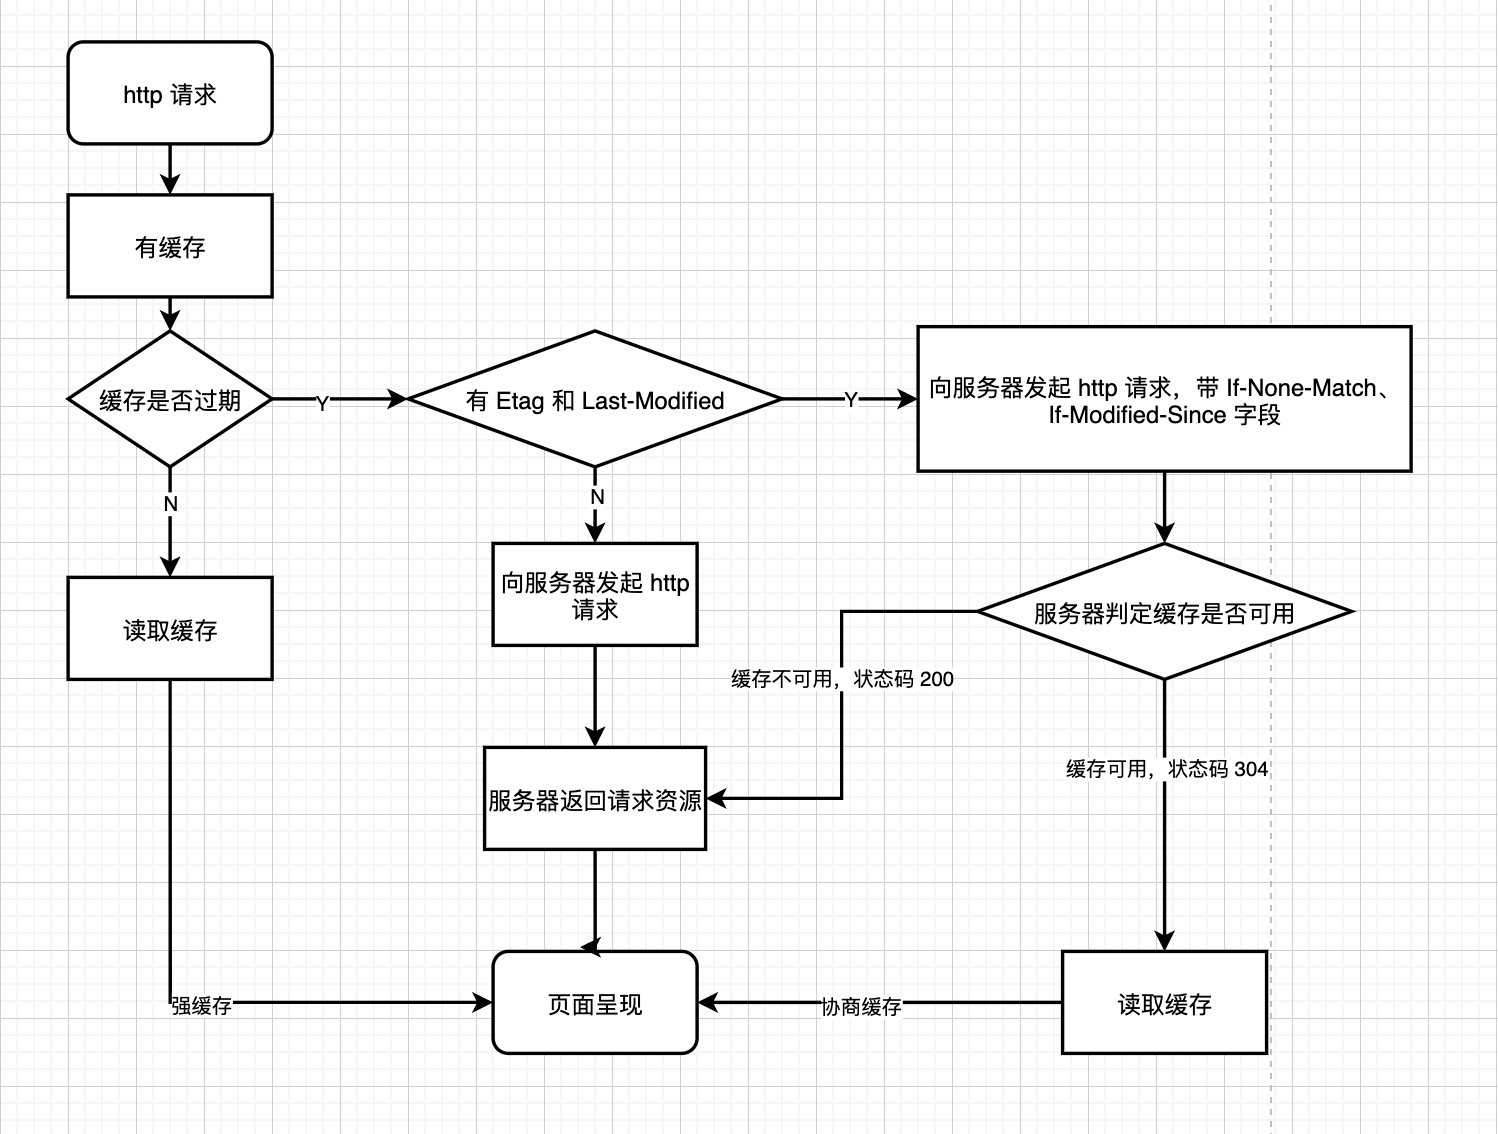 http 请求
有缓存
缓存是否过期
Y
有 Etag 和 Last-Modified
Y
向服务器发起 http 请求，带 If-None-Match、
If-Modified-Since 字段
N
N
向服务器发起 http
请求
读取缓存
服务器判定缓存是否可用
缓存不可用，状态码 200
缓存可用，状态码 304
服务器返回请求资源
强缓存
页面呈现
协商缓存
读取缓存